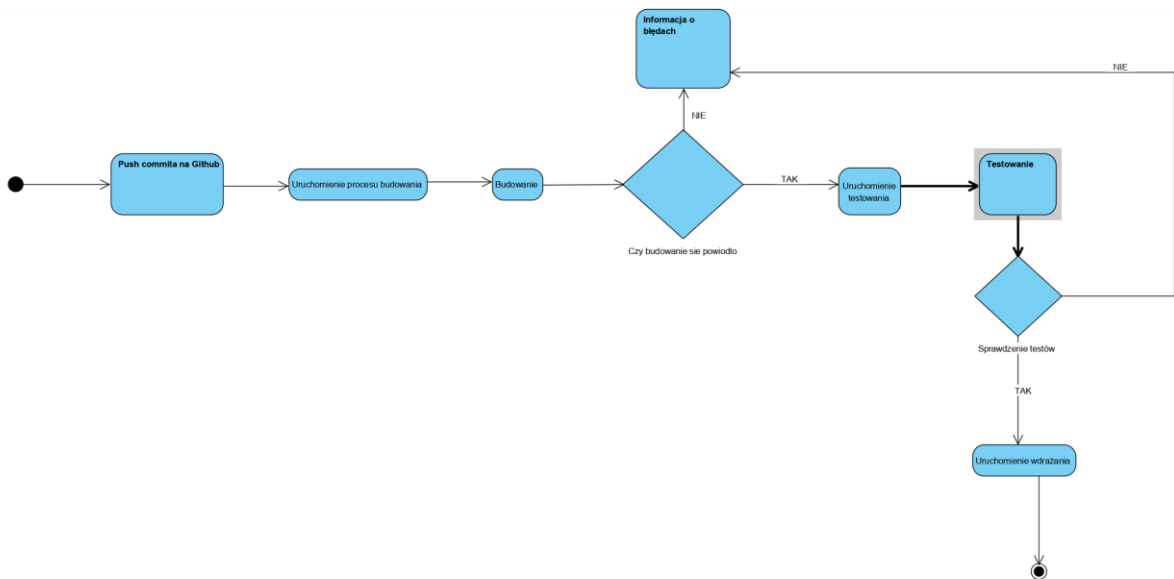 Informacja o
błędach
NIE
NIE
Push commita na Github
Uruchomienie procesu budowania
Budowanie
TAK
Uruchomienie
testowania
Testowanie
Czy budowanie sie powiodlo
Sprawdzenie testów
TAK
Uruchomienie wdrażania